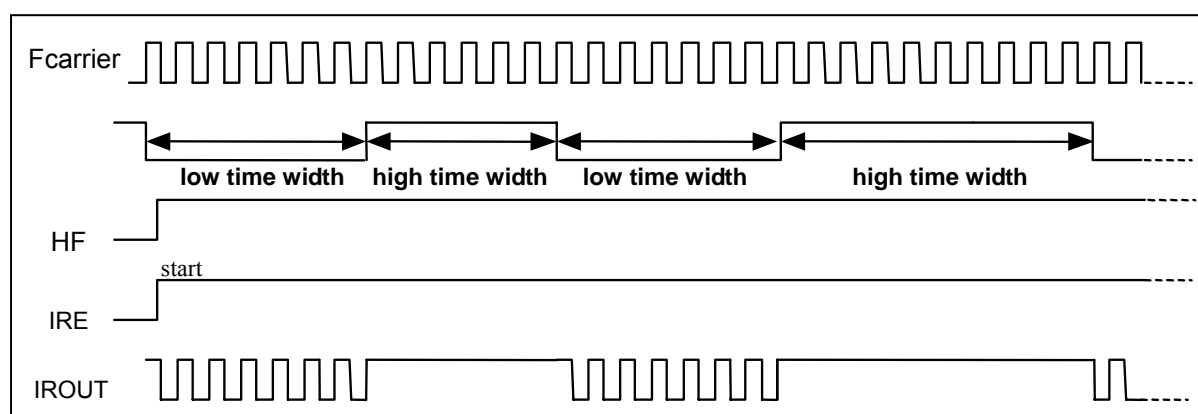 Fcarrier
low time width high time width low time width high time width
HF
start
IRE
IROUT